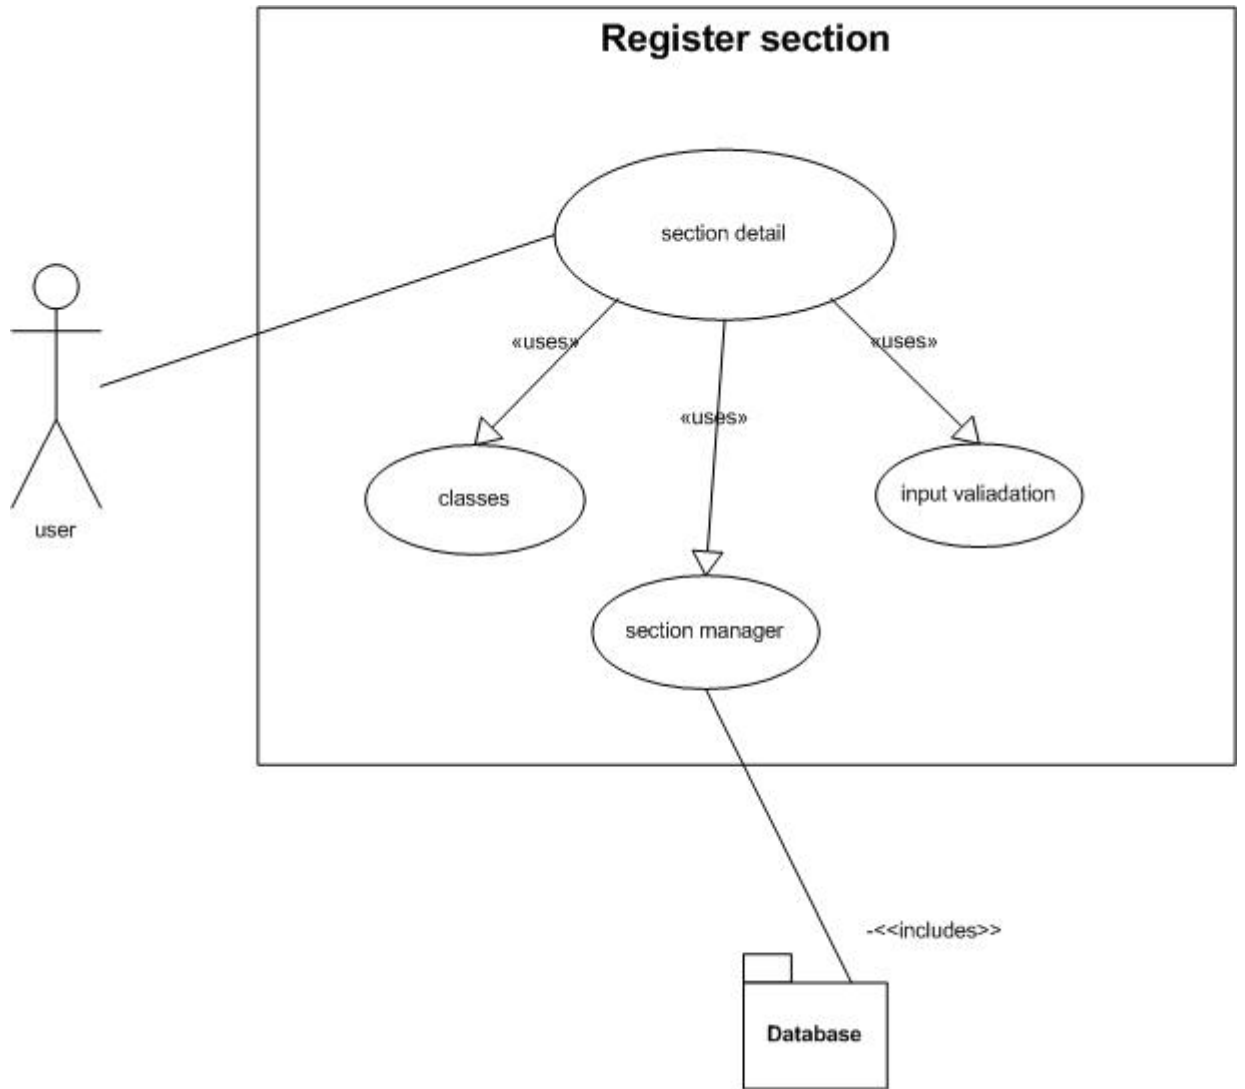 Register section
section detail
«uses»
«uses»
«uses»
classes
input valiadation
user
section manager
-<<includes>>
Database